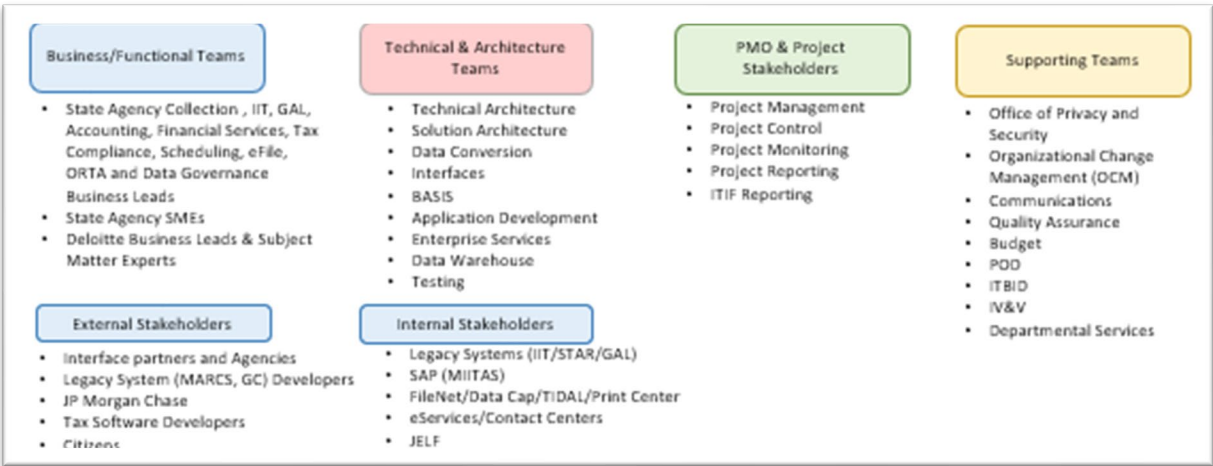 Business/Functional Teams
• State Agency Collection , IIT, GAL,
Accounting, Financial Services, Tax
Compliance, Scheduling, eFile,
ORTA and Data Governance
Business Leads
• State Agency SMEs
• Deloitte Business Leads & Subject
Matter Experts
Technical & Architecture
Teams
• Technical Architecture
• Solution Architecture
• Data Conversion
• Interfaces
• BASIS
• Application Development
• Enterprise Services
• Data Warehouse
• Testing
PMO & Project
Stakeholders
• Project Management
• Project Control
• Project Monitoring
• Project Reporting
• ITIF Reporting
Supporting Teams
• Office of Privacy and
Security
• Organizational Change
Management (OCM)
• Communications
• Quality Assurance
• Budget
• POD
• ITBID
• IV&V
• Departmental Services
External Stakeholders
• Interface partners and Agencies
• Legacy System (MARCS, GC) Developers
• JP Morgan Chase
• Tax Software Developers
• Citizens
Internal Stakeholders
• Legacy Systems (IIT/STAR/GAL)
• SAP (MIITAS)
• FileNet/Data Cap/TIDAL/Print Center
• eServices/Contact Centers
• JELF